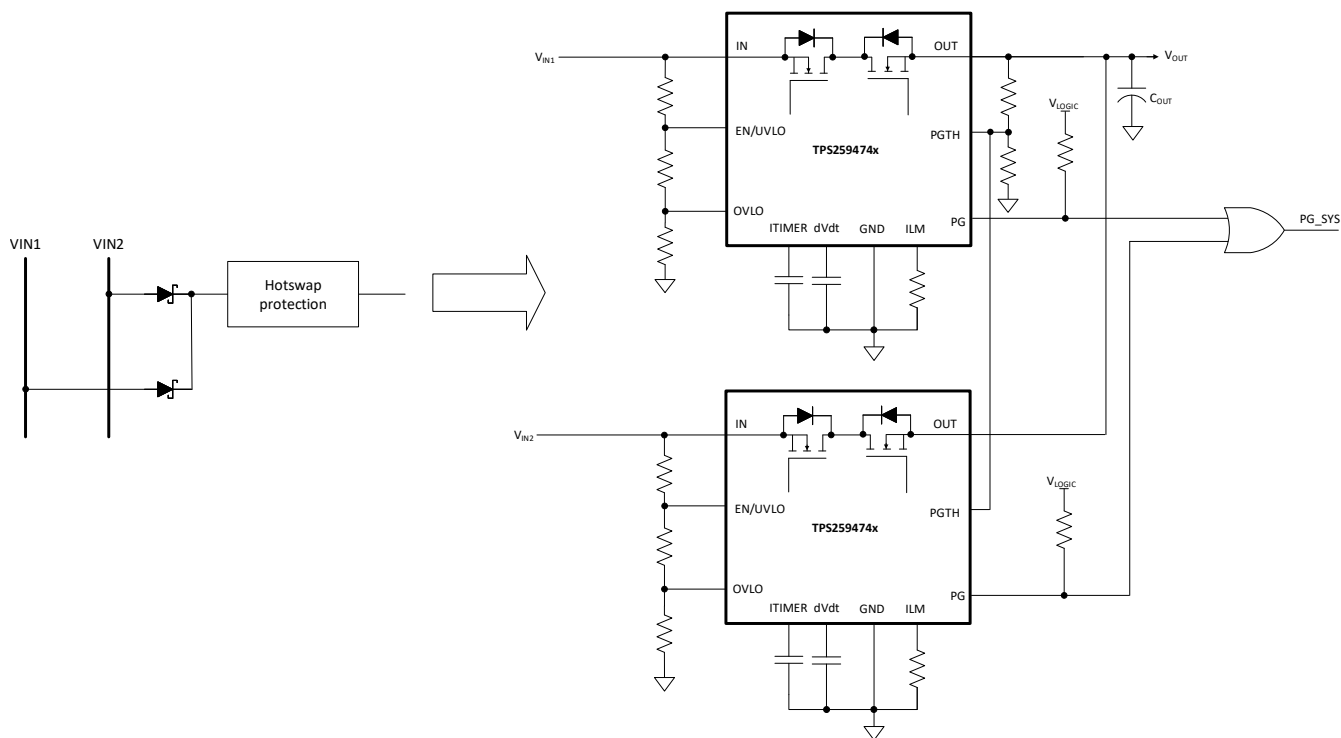 VIN1
VIN2
Hotswap
protection
VIN1
IN
OUT
VOUT
COUT
EN/UVLO
PGTH
VLOGIC
TPS259474x
OVLO
PG
PG_SYS
ITIMER dVdt GND ILM
VIN2
IN
OUT
EN/UVLO
PGTH
VLOGIC
TPS259474x
OVLO
PG
ITIMER dVdt GND ILM